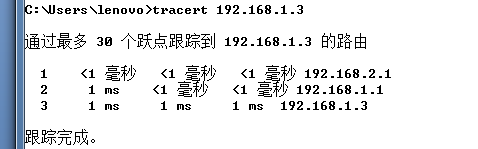 C:\Users\lenovo>tracert 192.168.1.3
通过最多 30 个跃点跟踪到 192.168.1.3 的路由
1 <1 毫秒 <1 毫秒 <1 毫秒 192.168.2.1
2 1 ms <1 毫秒 <1 毫秒 192.168.1.1
3 1 ms 1 ms 1 ms 192.168.1.3
跟踪完成。